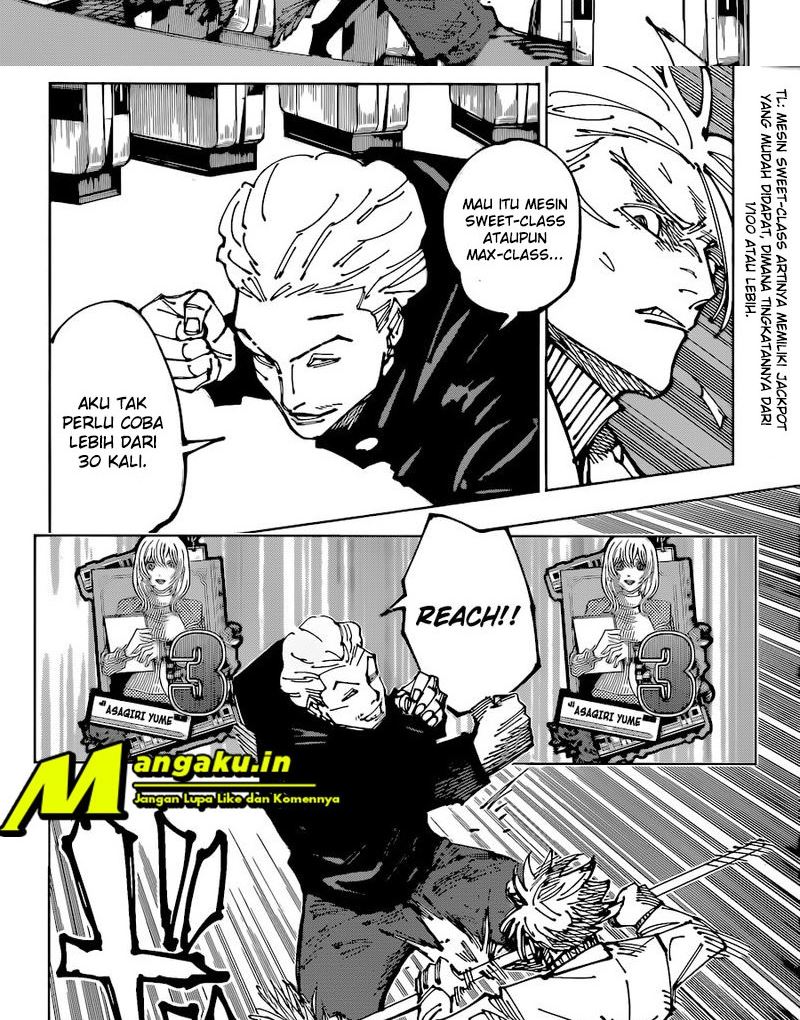 TL: MESIN SWEET-CLASS ARTINYA MEMILIKI JACKPOT
YANG MUDAH DIDAPAT, DIMANA TINGKATANNYA DARI
1/100 ATAU LEBIH.
MAU ITU MESIN
SWEET-CLASS
ATAUPUN
MAX-CLASS...
AKU TAK
PERLU COBA
LEBIH DARI
30 KALI.
REACH!!
3
ASAGIRI YUME
3
ASAGIRI YUME
Mangaku.in
Jangan Lupa Like dan Komennya